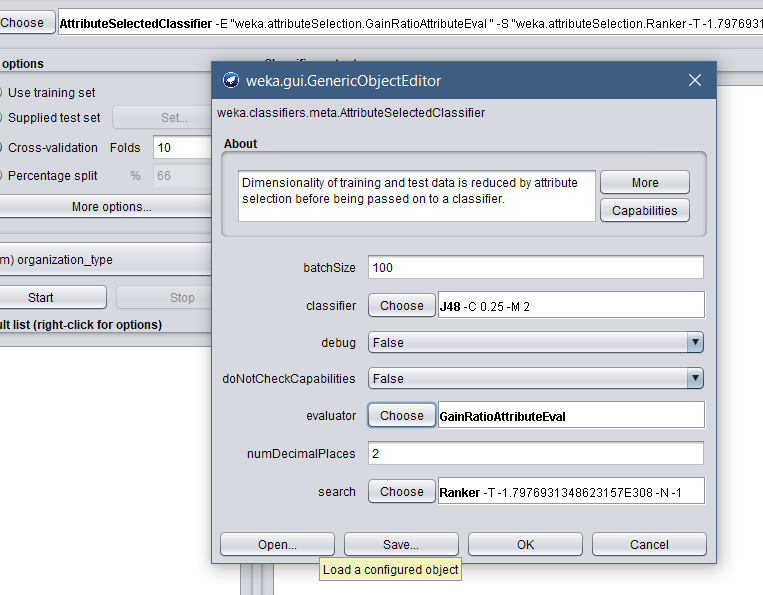 Choose AttributeSelectedClassifier -E "weka.attributeSelection.GainRatioAttributeEval " -S "weka.attributeSelection.Ranker -T -1.797693
options
weka.gui.GenericObjectEditor
Use training set
Supplied test set Set...
Cross-validation Folds 10
Percentage split % 66
More options...
m) organization_type
Start Stop
ult list (right-click for options)
weka.classifiers.meta.AttributeSelectedClassifier
About
Dimensionality of training and test data is reduced by attribute
selection before being passed on to a classifier.
More
Capabilities
batchSize 100
classifier Choose J48 -C 0.25 -M 2
debug False
doNotCheckCapabilities False
evaluator Choose GainRatioAttributeEval
numDecimalPlaces 2
search Choose Ranker -T -1.7976931348623157E308 -N -1
Open... Save... OK Cancel
Load a configured object